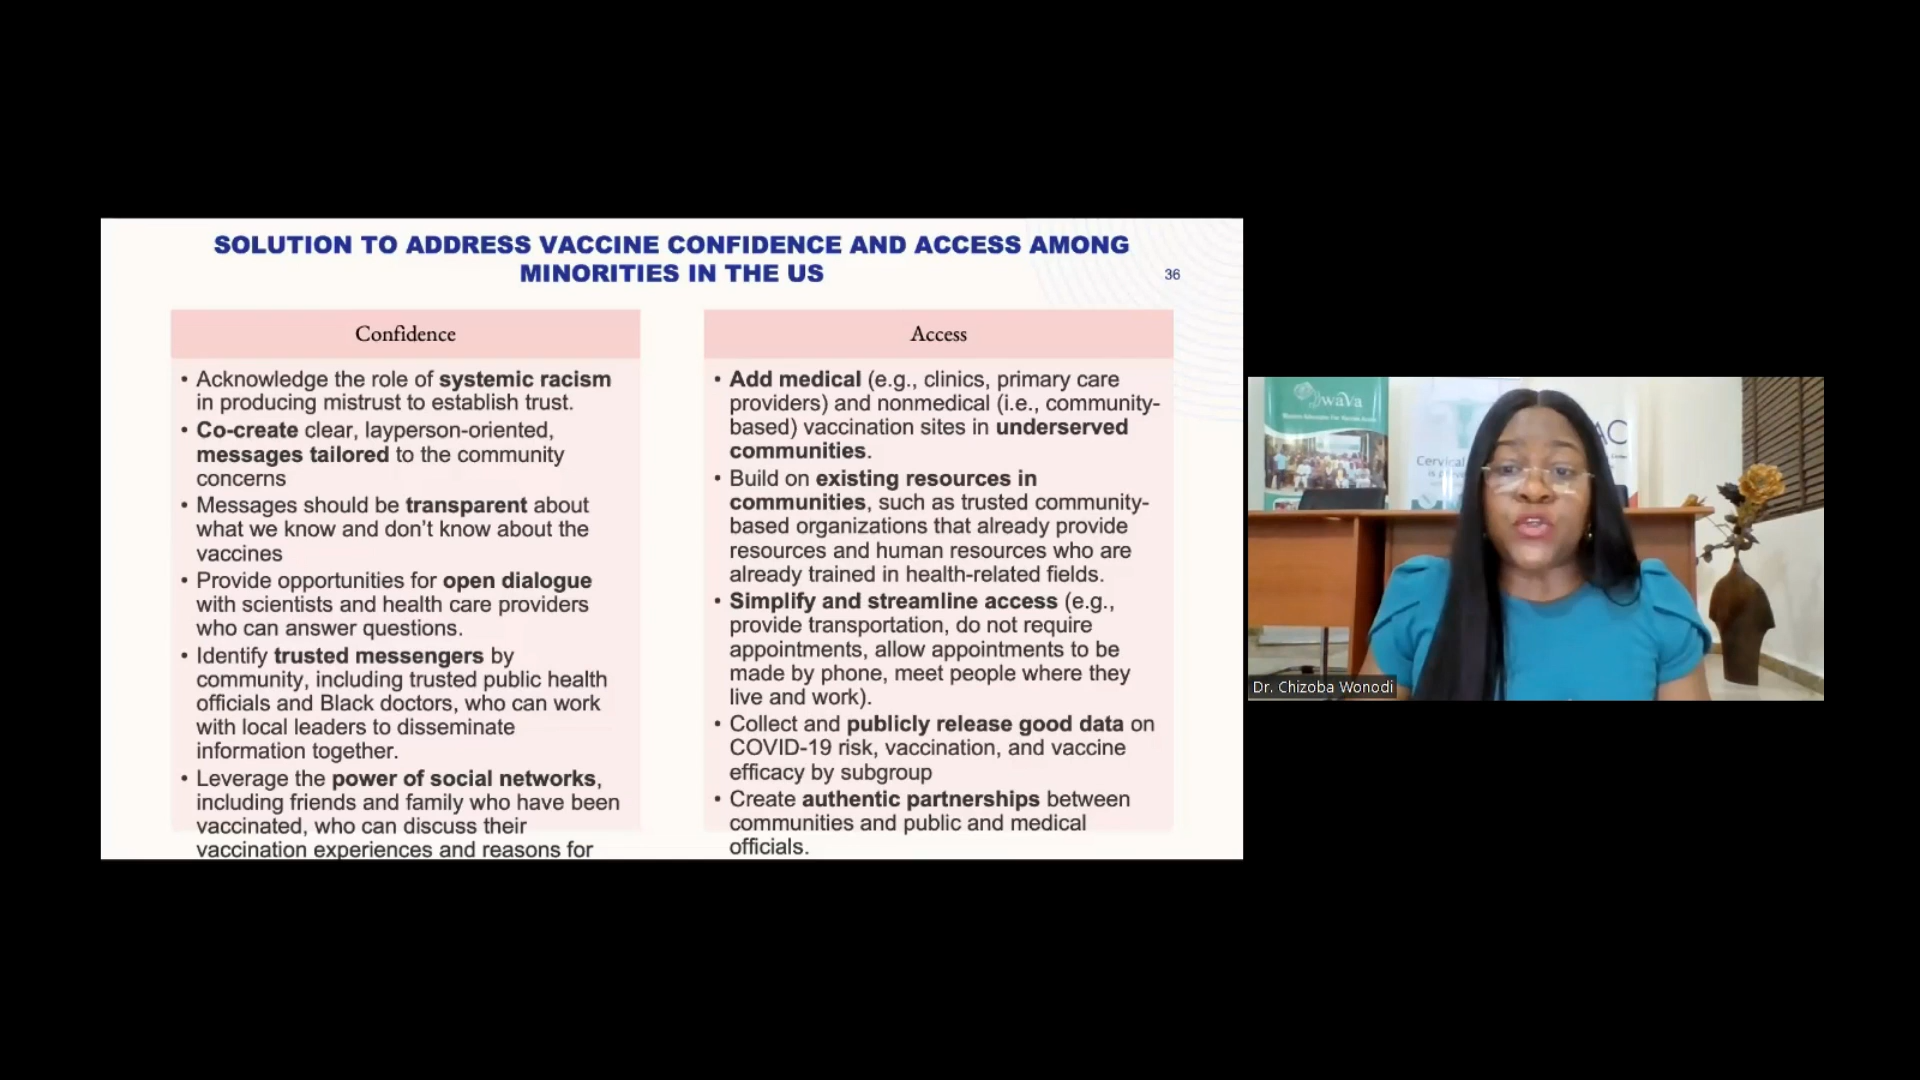 SOLUTION TO ADDRESS VACCINE CONFIDENCE AND ACCESS AMONG
MINORITIES IN THE US
36
Confidence
• Acknowledge the role of systemic racism
in producing mistrust to establish trust.
• Co-create clear, layperson-oriented,
messages tailored to the community
concerns
• Messages should be transparent about
what we know and don’t know about the
vaccines
• Provide opportunities for open dialogue
with scientists and health care providers
who can answer questions.
• Identify trusted messengers by
community, including trusted public health
officials and Black doctors, who can work
with local leaders to disseminate
information together.
• Leverage the power of social networks,
including friends and family who have been
vaccinated, who can discuss their
vaccination experiences and reasons for
Access
• Add medical (e.g., clinics, primary care
providers) and nonmedical (i.e., community-
based) vaccination sites in underserved
communities.
• Build on existing resources in
communities, such as trusted community-
based organizations that already provide
resources and human resources who are
already trained in health-related fields.
• Simplify and streamline access (e.g.,
provide transportation, do not require
appointments, allow appointments to be
made by phone, meet people where they
live and work).
• Collect and publicly release good data on
COVID-19 risk, vaccination, and vaccine
efficacy by subgroup
• Create authentic partnerships between
communities and public and medical
officials.
wava
Cervical
AC
Dr. Chizoba Wonodi